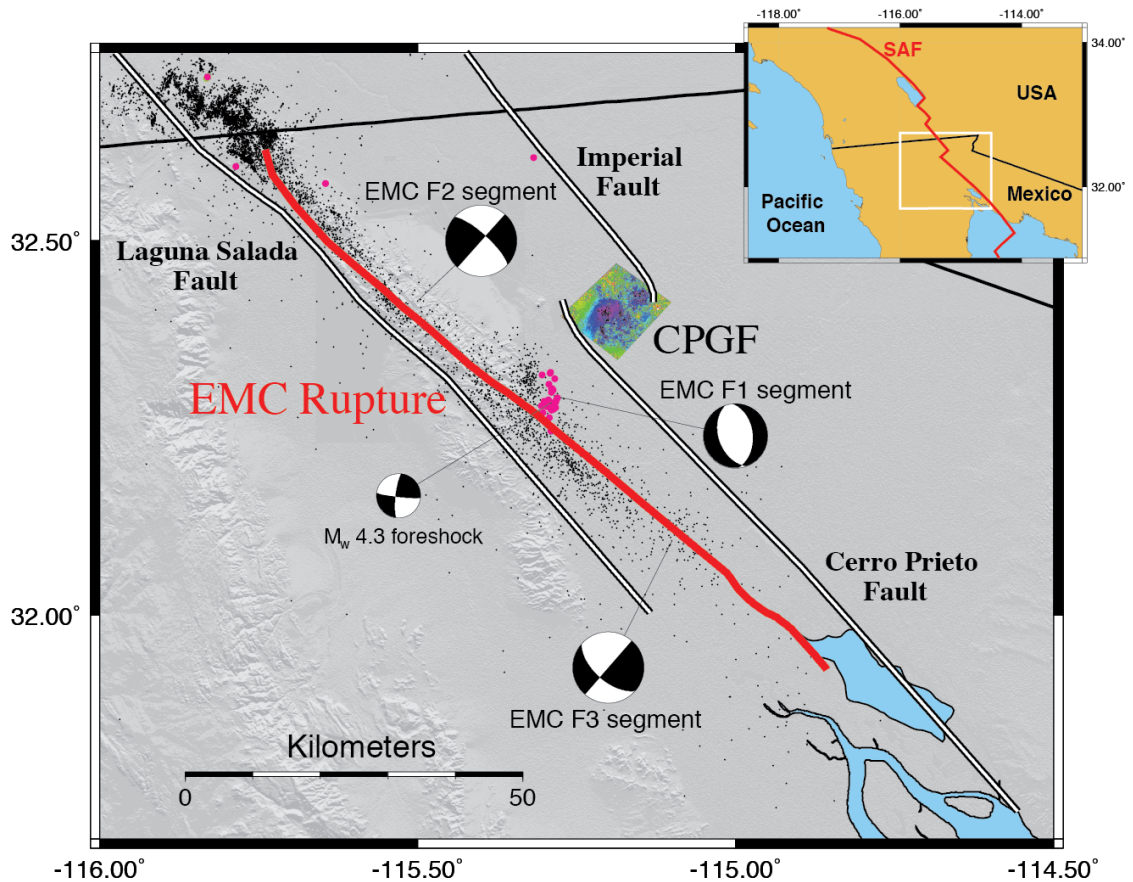 -118.00˚
-116.00˚
-114.00˚
34.00˚
SAF
USA
Pacific
Ocean
Mexico
32.00˚
Imperial
Fault
EMC F2 segment
32.50˚
Laguna Salada
Fault
CPGF
EMC Rupture
EMC F1 segment
Mw 4.3 foreshock
Cerro Prieto
Fault
32.00˚
EMC F3 segment
Kilometers
0
50
-116.00˚
-115.50˚
-115.00˚
-114.50˚